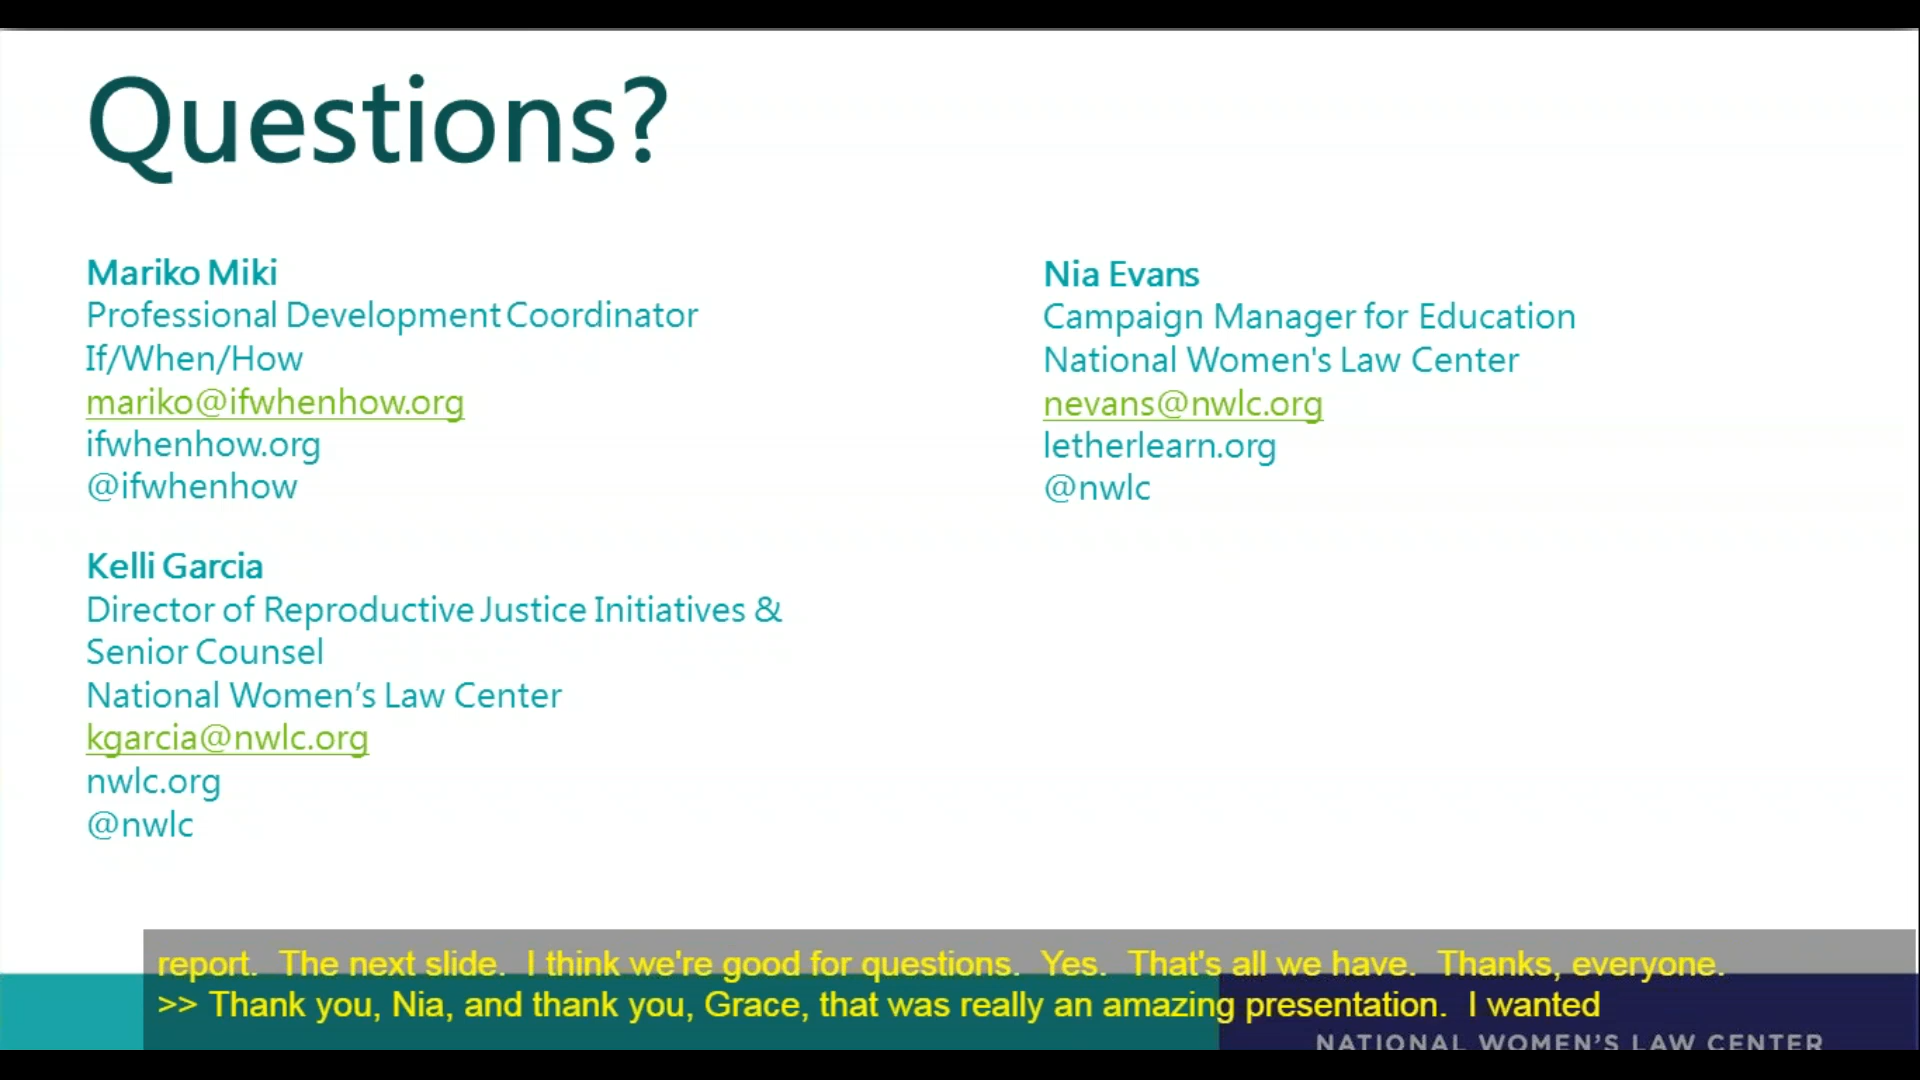 Questions?
Mariko Miki
Professional Development Coordinator
If/When/How
mariko@ifwhenhow.org
ifwhenhow.org
@ifwhenhow
Kelli Garcia
Director of Reproductive Justice Initiatives &
Senior Counsel
National Women’s Law Center
kgarcia@nwlc.org
nwlc.org
@nwlc
Nia Evans
Campaign Manager for Education
National Women's Law Center
nevans@nwlc.org
letherlearn.org
@nwlc
report.  The next slide.  I think we're good for questions.  Yes.  That's all we have.  Thanks, everyone.
>> Thank you, Nia, and thank you, Grace, that was really an amazing presentation.  I wanted
NATIONAL WOMEN'S LAW CENTER